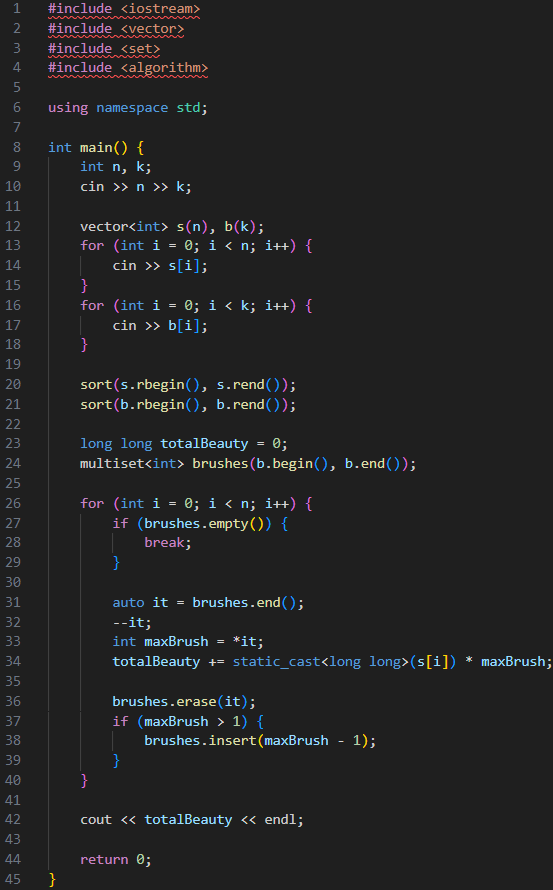 1 #include <iostream>
2 #include <vector>
3 #include <set>
4 #include <algorithm>
5
6 using namespace std;
7
8 int main() {
9     int n, k;
10     cin >> n >> k;
11
12     vector<int> s(n), b(k);
13     for (int i = 0; i < n; i++) {
14         cin >> s[i];
15     }
16     for (int i = 0; i < k; i++) {
17         cin >> b[i];
18     }
19
20     sort(s.rbegin(), s.rend());
21     sort(b.rbegin(), b.rend());
22
23     long long totalBeauty = 0;
24     multiset<int> brushes(b.begin(), b.end());
25
26     for (int i = 0; i < n; i++) {
27         if (brushes.empty()) {
28             break;
29         }
30
31         auto it = brushes.end();
32         --it;
33         int maxBrush = *it;
34         totalBeauty += static_cast<long long>(s[i]) * maxBrush;
35
36         brushes.erase(it);
37         if (maxBrush > 1) {
38             brushes.insert(maxBrush - 1);
39         }
40     }
41
42     cout << totalBeauty << endl;
43
44     return 0;
45 }